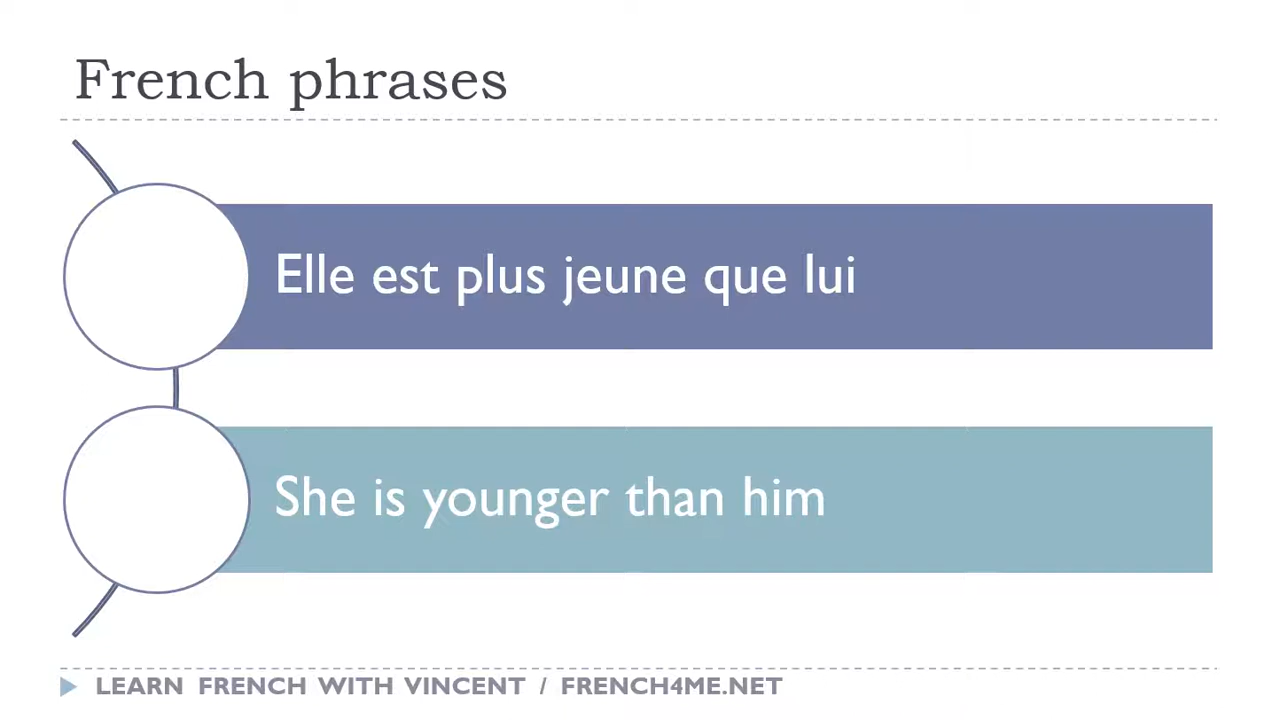 French phrases
Elle est plus jeune que lui
She is younger than him
LEARN FRENCH WITH VINCENT / FRENCH4ME.NET